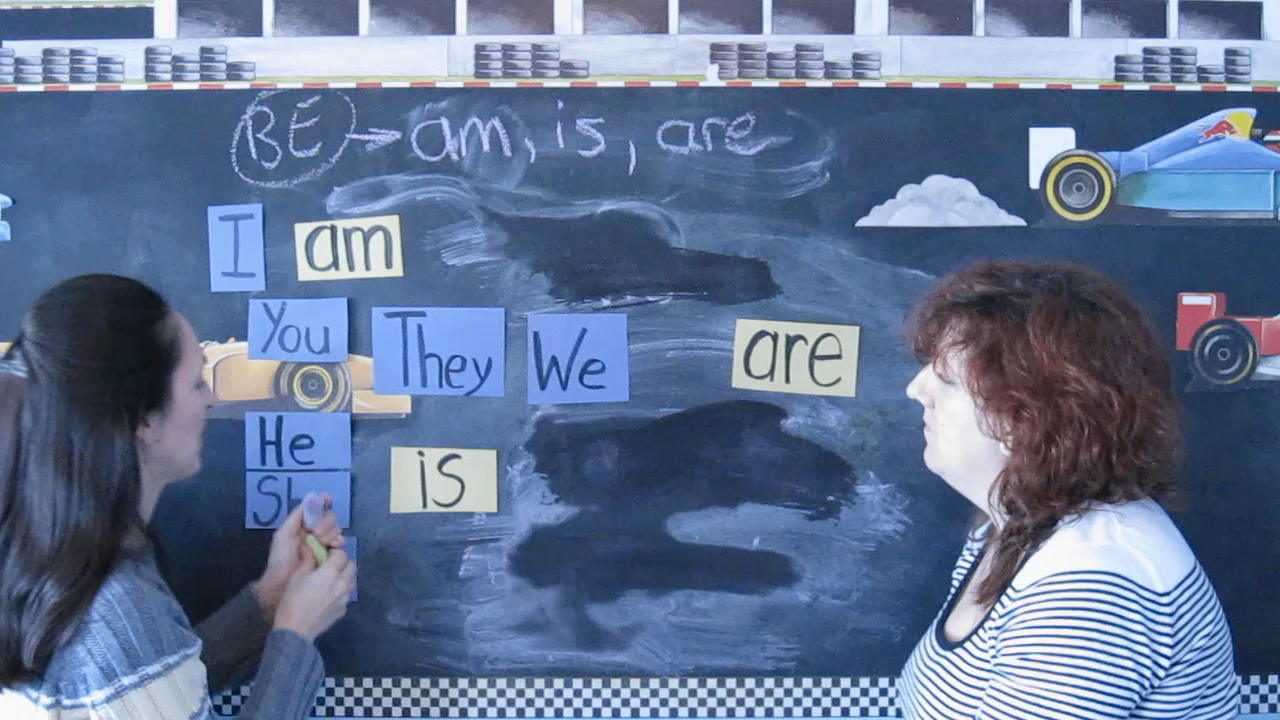 BE → am, is, are
I am
You They We are
He
is